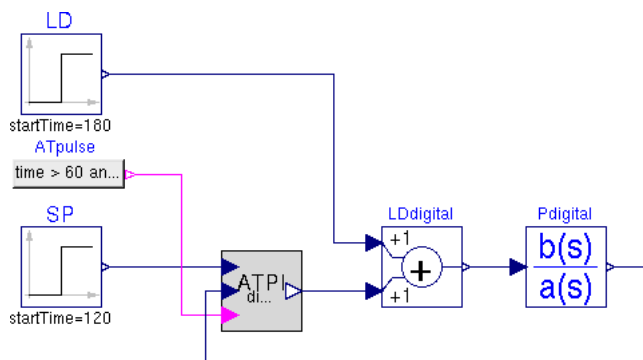 LD
startTime=180
ATpulse
time > 60 an...
SP
startTime=120
ATPI
di...
LDdigital
+1
+
+1
Pdigital
b(s)
a(s)